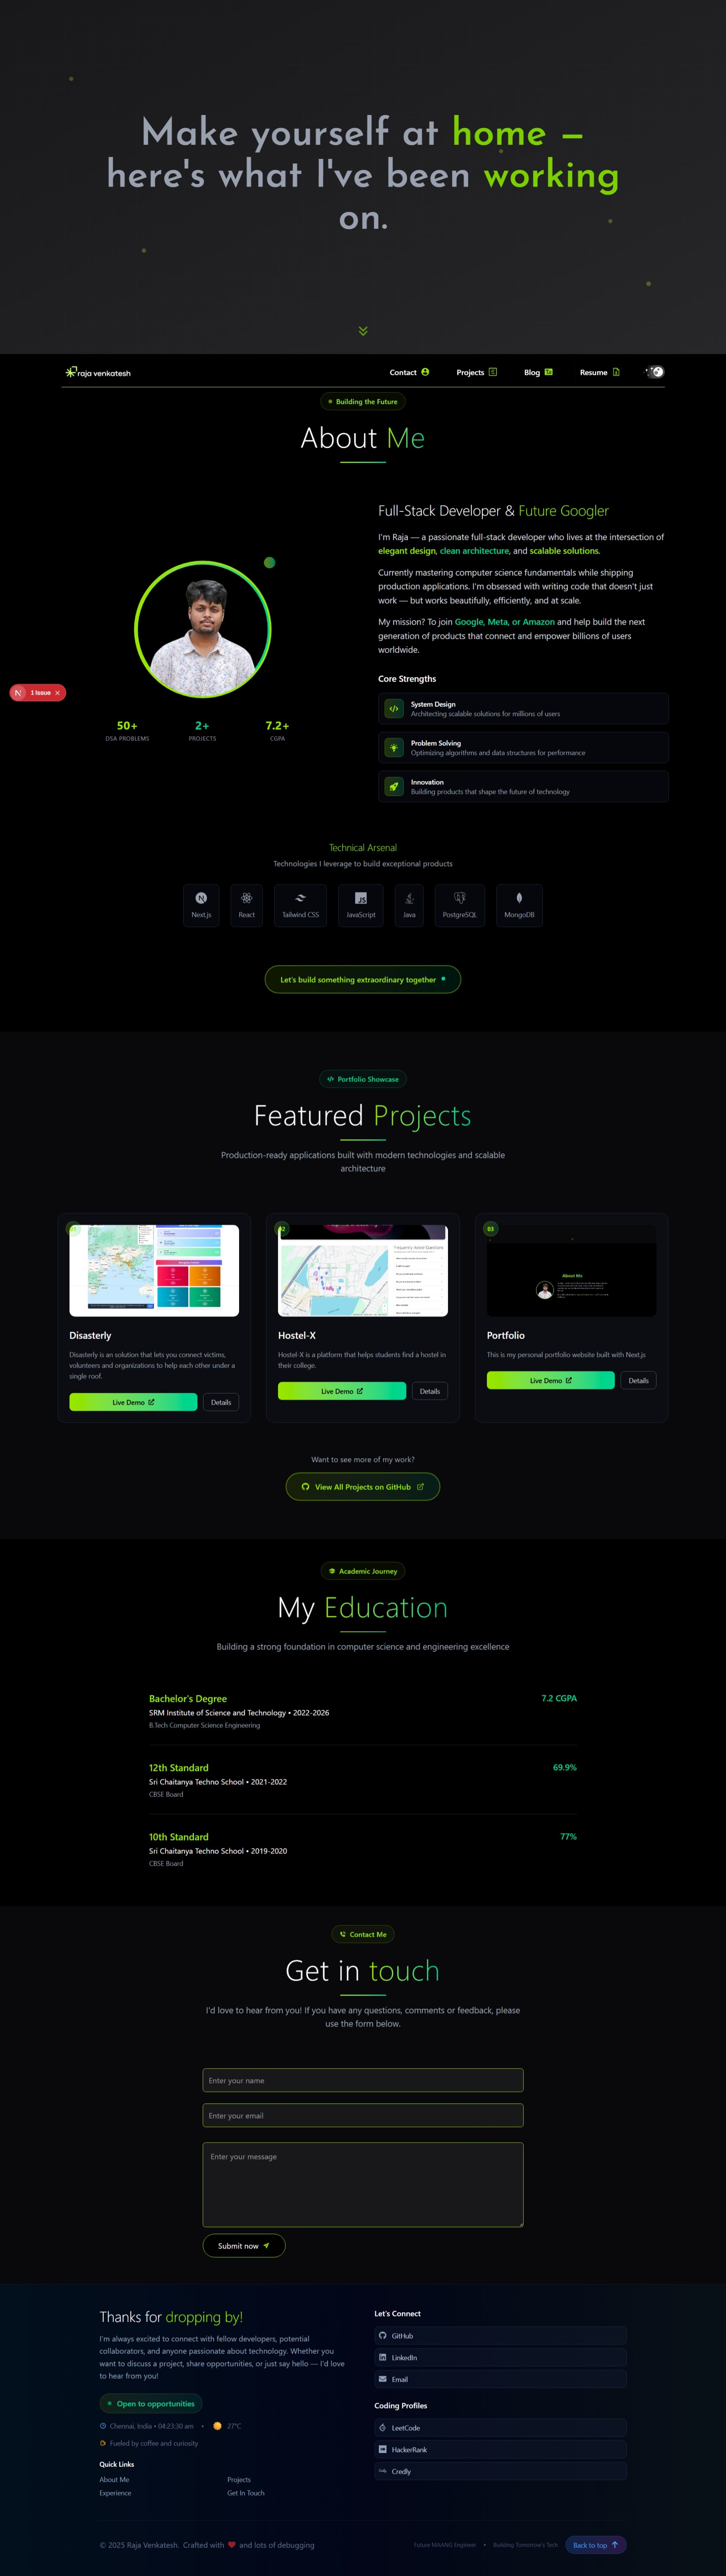 Make yourself at home —
here's what I've been working
on.
raja venkatesh
Contact
Projects
Blog
Resume
Building the Future
About Me
Full-Stack Developer & Future Googler
I'm Raja — a passionate full-stack developer who lives at the intersection of
elegant design, clean architecture, and scalable solutions.
Currently mastering computer science fundamentals while shipping
production applications. I'm obsessed with writing code that doesn't just
work — but works beautifully, efficiently, and at scale.
My mission? To join Google, Meta, or Amazon and help build the next
generation of products that connect and empower billions of users
worldwide.
N 1 Issue ×
50+
DSA PROBLEMS
2+
PROJECTS
7.2+
CGPA
Core Strengths
System Design
Architecting scalable solutions for millions of users
Problem Solving
Optimizing algorithms and data structures for performance
Innovation
Building products that shape the future of technology
Technical Arsenal
Technologies I leverage to build exceptional products
Next.js
React
Tailwind CSS
JS
JavaScript
Java
PostgreSQL
MongoDB
Let's build something extraordinary together
Portfolio Showcase
Featured Projects
Production-ready applications built with modern technologies and scalable
architecture
Disasterly
Disasterly is an solution that lets you connect victims,
volunteers and organizations to help each other under a
single roof.
Live Demo
Details
02
Frequently Asked Questions
Hostel-X
Hostel-X is a platform that helps students find a hostel in
their college.
Live Demo
Details
03
About Me
Portfolio
This is my personal portfolio website built with Next.js
Live Demo
Details
Want to see more of my work?
View All Projects on GitHub
Academic Journey
My Education
Building a strong foundation in computer science and engineering excellence
Bachelor's Degree
7.2 CGPA
SRM Institute of Science and Technology • 2022-2026
B.Tech Computer Science Engineering
12th Standard
69.9%
Sri Chaitanya Techno School • 2021-2022
CBSE Board
10th Standard
77%
Sri Chaitanya Techno School • 2019-2020
CBSE Board
Contact Me
Get in touch
I'd love to hear from you! If you have any questions, comments or feedback, please
use the form below.
Enter your name
Enter your email
Enter your message
Submit now
Thanks for dropping by!
I'm always excited to connect with fellow developers, potential
collaborators, and anyone passionate about technology. Whether you
want to discuss a project, share opportunities, or just say hello — I'd love
to hear from you!
Open to opportunities
Chennai, India • 04:23:30 am • 27°C
Fueled by coffee and curiosity
Quick Links
About Me
Projects
Experience
Get In Touch
Let's Connect
GitHub
LinkedIn
Email
Coding Profiles
LeetCode
HackerRank
Credly
© 2025 Raja Venkatesh. Crafted with ❤ and lots of debugging
Future MAANG Engineer • Building Tomorrow's Tech
Back to top